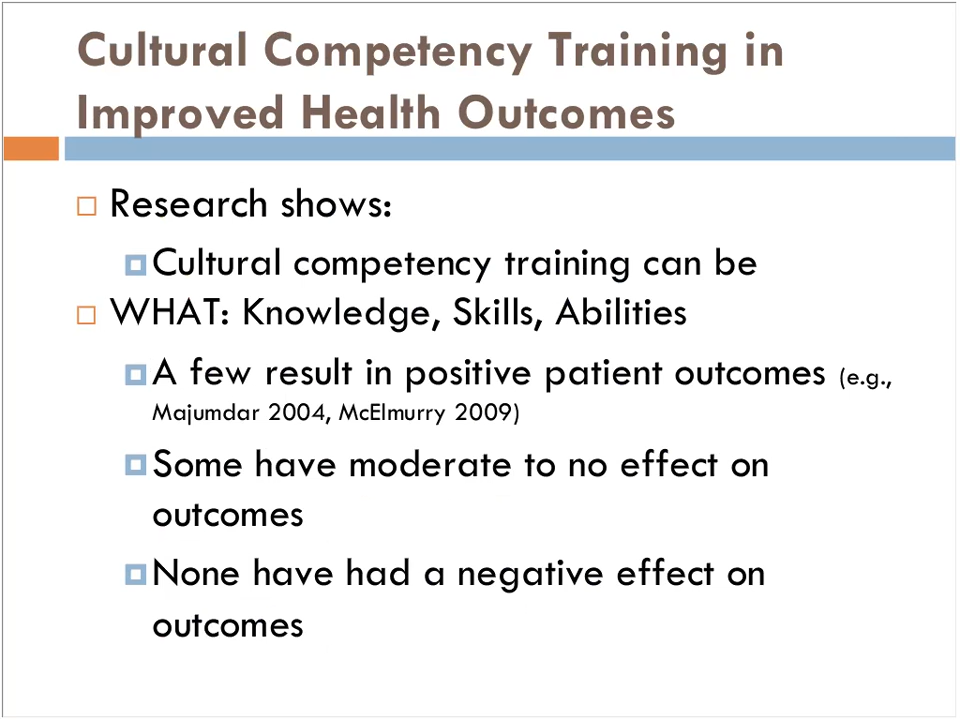 Cultural Competency Training in
Improved Health Outcomes
Research shows:
Cultural competency training can be
WHAT: Knowledge, Skills, Abilities
A few result in positive patient outcomes (e.g.,
Majumdar 2004, McElmurry 2009)
Some have moderate to no effect on
outcomes
None have had a negative effect on
outcomes